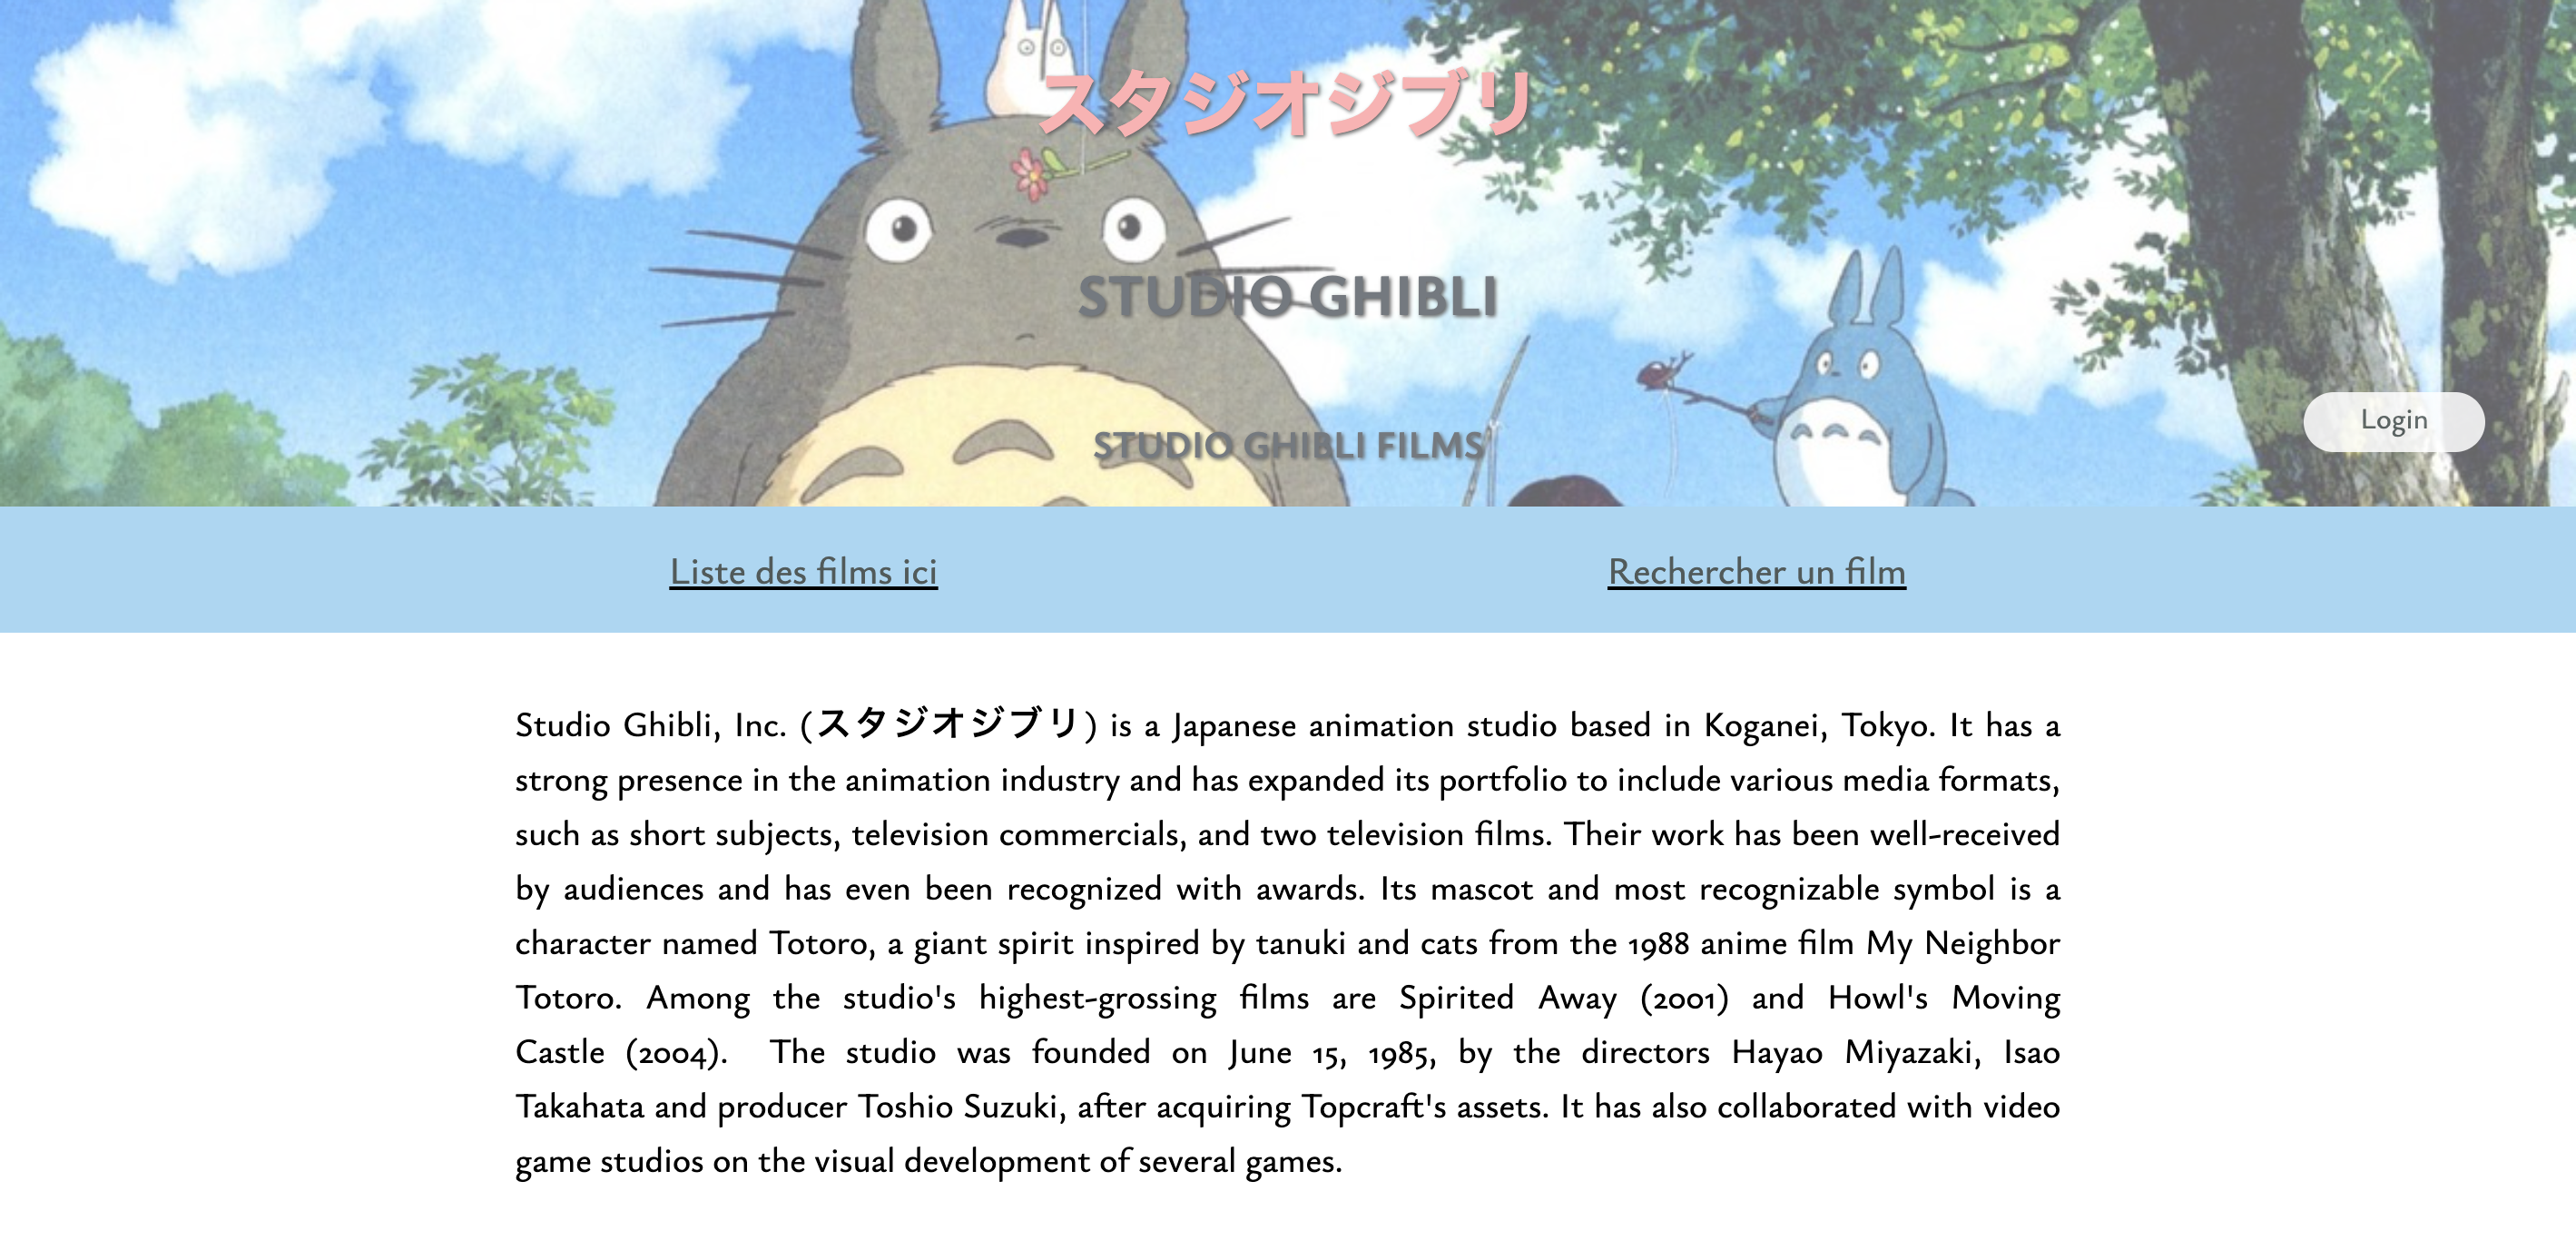 スタジオジブリ
STUDIO GHIBLI
STUDIO GHIBLI FILMS
Login
Liste des films ici
Rechercher un film
Studio Ghibli, Inc. (スタジオジブリ) is a Japanese animation studio based in Koganei, Tokyo. It has a
strong presence in the animation industry and has expanded its portfolio to include various media formats,
such as short subjects, television commercials, and two television films. Their work has been well-received
by audiences and has even been recognized with awards. Its mascot and most recognizable symbol is a
character named Totoro, a giant spirit inspired by tanuki and cats from the 1988 anime film My Neighbor
Totoro. Among the studio's highest-grossing films are Spirited Away (2001) and Howl's Moving
Castle (2004). The studio was founded on June 15, 1985, by the directors Hayao Miyazaki, Isao
Takahata and producer Toshio Suzuki, after acquiring Topcraft's assets. It has also collaborated with video
game studios on the visual development of several games.